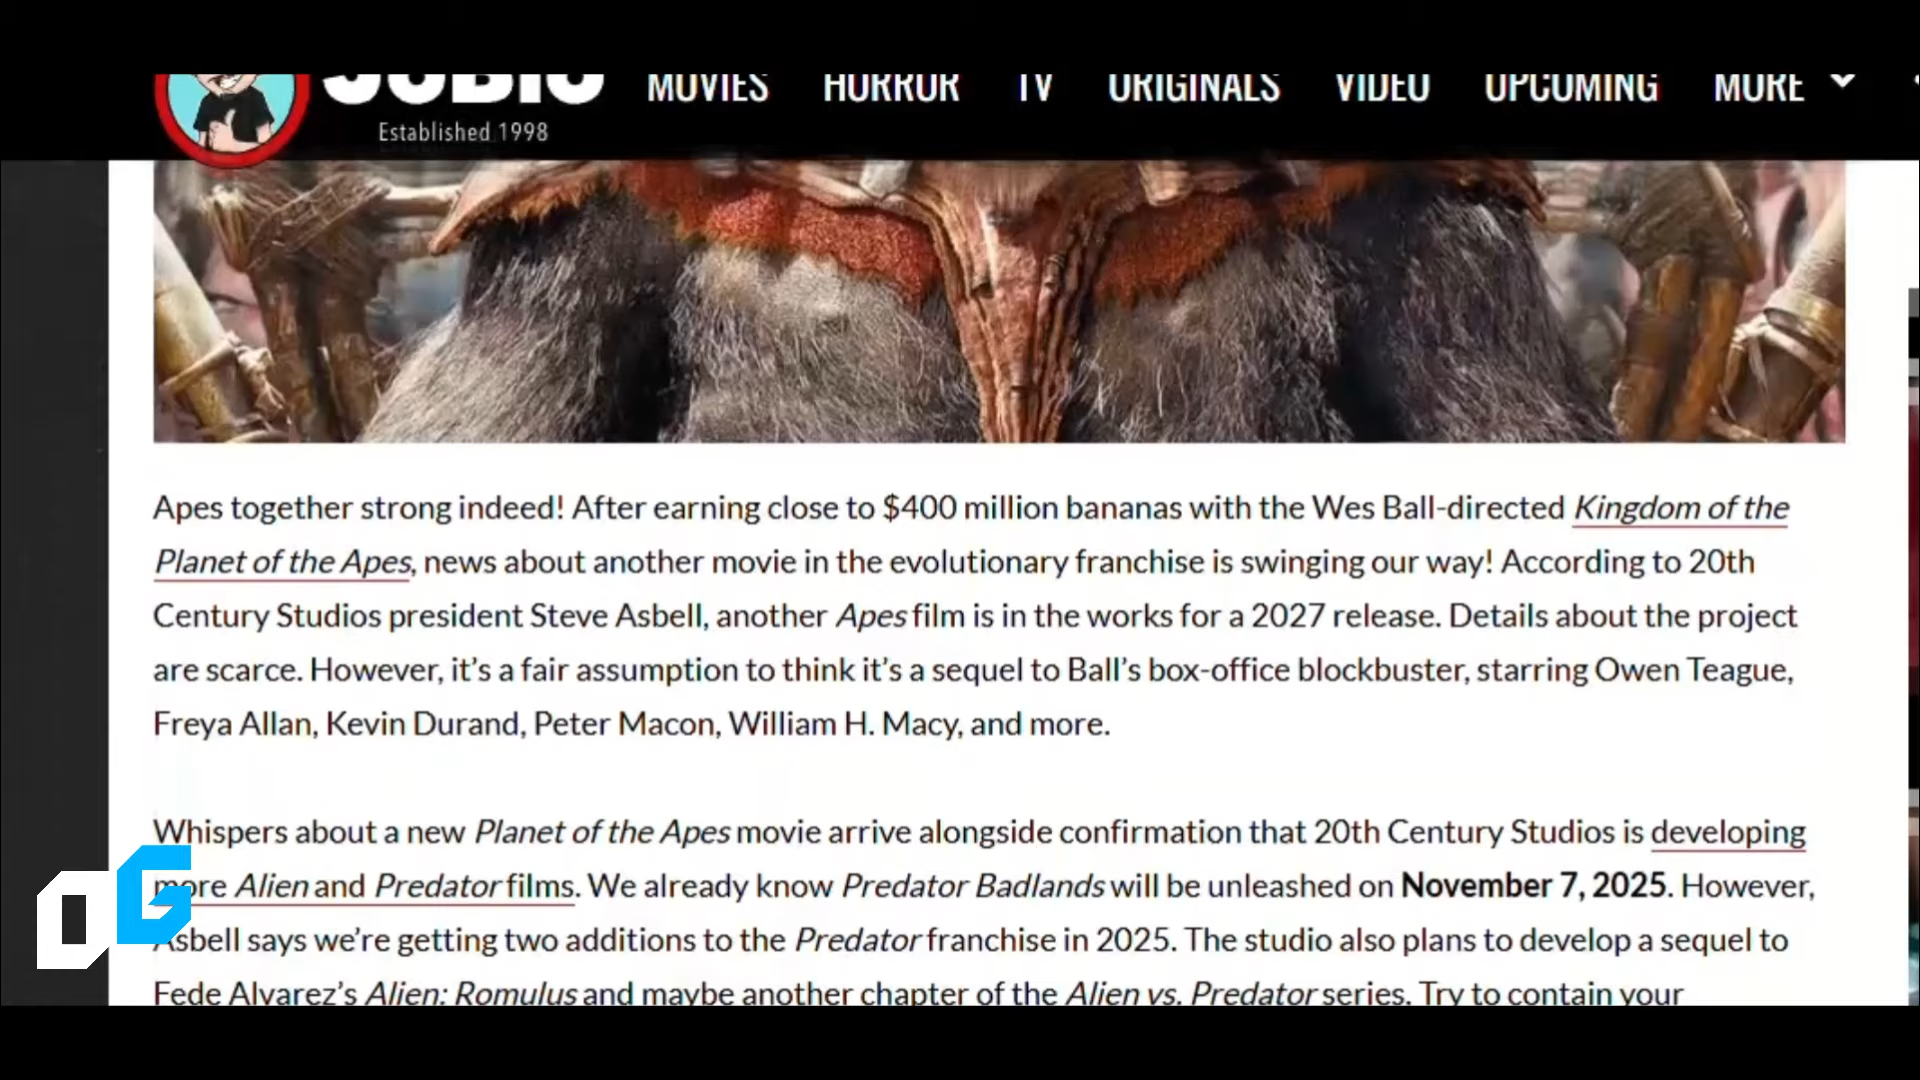 MOVIES HORROR TV ORIGINALS VIDEO UPCOMING MORE
Established 1998
Apes together strong indeed! After earning close to $400 million bananas with the Wes Ball-directed Kingdom of the
Planet of the Apes, news about another movie in the evolutionary franchise is swinging our way! According to 20th
Century Studios president Steve Asbell, another Apes film is in the works for a 2027 release. Details about the project
are scarce. However, it’s a fair assumption to think it’s a sequel to Ball’s box-office blockbuster, starring Owen Teague,
Freya Allan, Kevin Durand, Peter Macon, William H. Macy, and more.
Whispers about a new Planet of the Apes movie arrive alongside confirmation that 20th Century Studios is developing
more Alien and Predator films. We already know Predator Badlands will be unleashed on November 7, 2025. However,
Asbell says we’re getting two additions to the Predator franchise in 2025. The studio also plans to develop a sequel to
Fede Alvarez’s Alien: Romulus and maybe another chapter of the Alien vs. Predator series. Try to contain your
OG